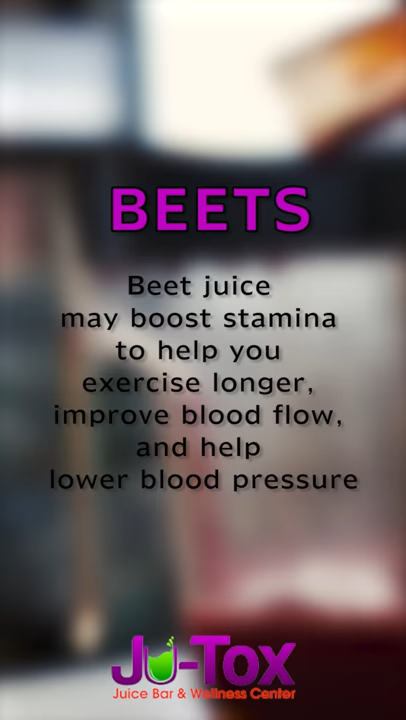 BEETS
Beet juice
may boost stamina
to help you
exercise longer,
improve blood flow,
and help
lower blood pressure
Ju-Tox
Juice Bar & Wellness Center